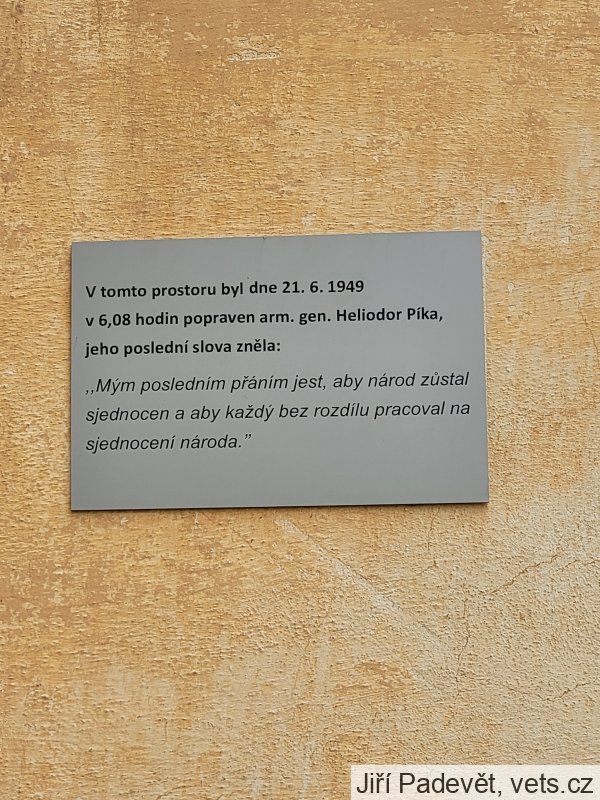 V tomto prostoru byl dne 21. 6. 1949
v 6,08 hodin popraven arm. gen. Heliodor Píka,
jeho poslední slova zněla:
,,Mým posledním přáním jest, aby národ zůstal
sjednocen a aby každý bez rozdílu pracoval na
sjednocení národa.”
Jiří Padevět, vets.cz